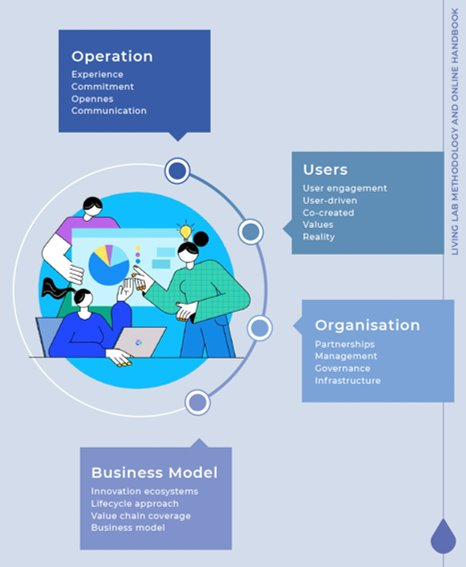 Operation
Experience
Commitment
Opennes
Communication
LIVING LAB METHODOLOGY AND ONLINE HANDBOOK
Users
User engagement
User-driven
Co-created
Values
Reality
Organisation
Partnerships
Management
Governance
Infrastructure
Business Model
Innovation ecosystems
Lifecycle approach
Value chain coverage
Business model